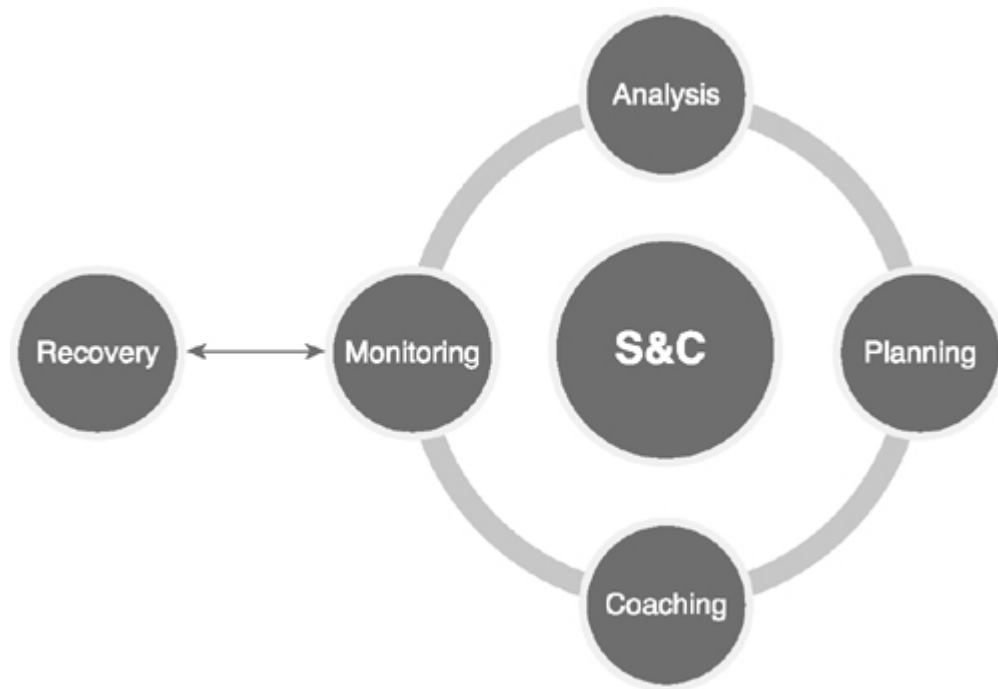 Analysis
Recovery
Monitoring
S&C
Planning
Coaching